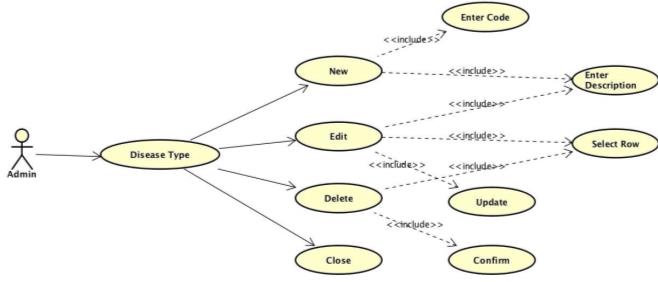 Enter Code
<<include>>
New
<<include>>
Enter
Description
<<include>>
Edit
<<include>>
Select Row
Disease Type
Admin
<<include>>
<<include>>
Delete
Update
<<include>>
Close
Confirm